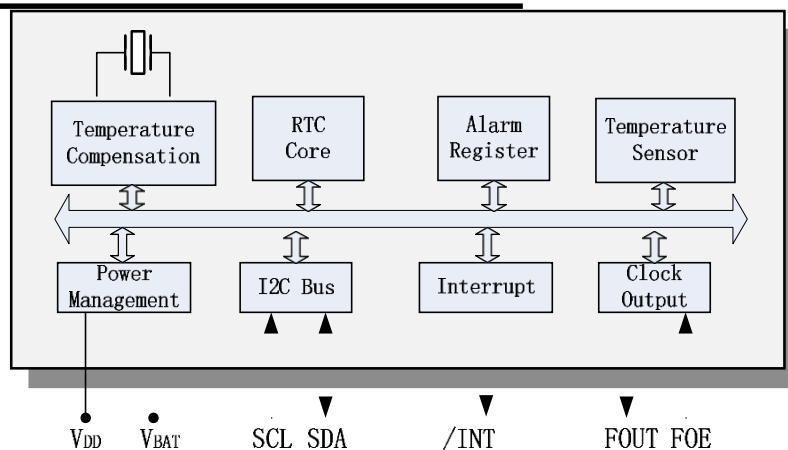 Temperature
Compensation
RTC
Core
Alarm
Register
Temperature
Sensor
Power
Management
I2C Bus
Interrupt
Clock
Output
VDD VBAT SCL SDA /INT FOUT FOE